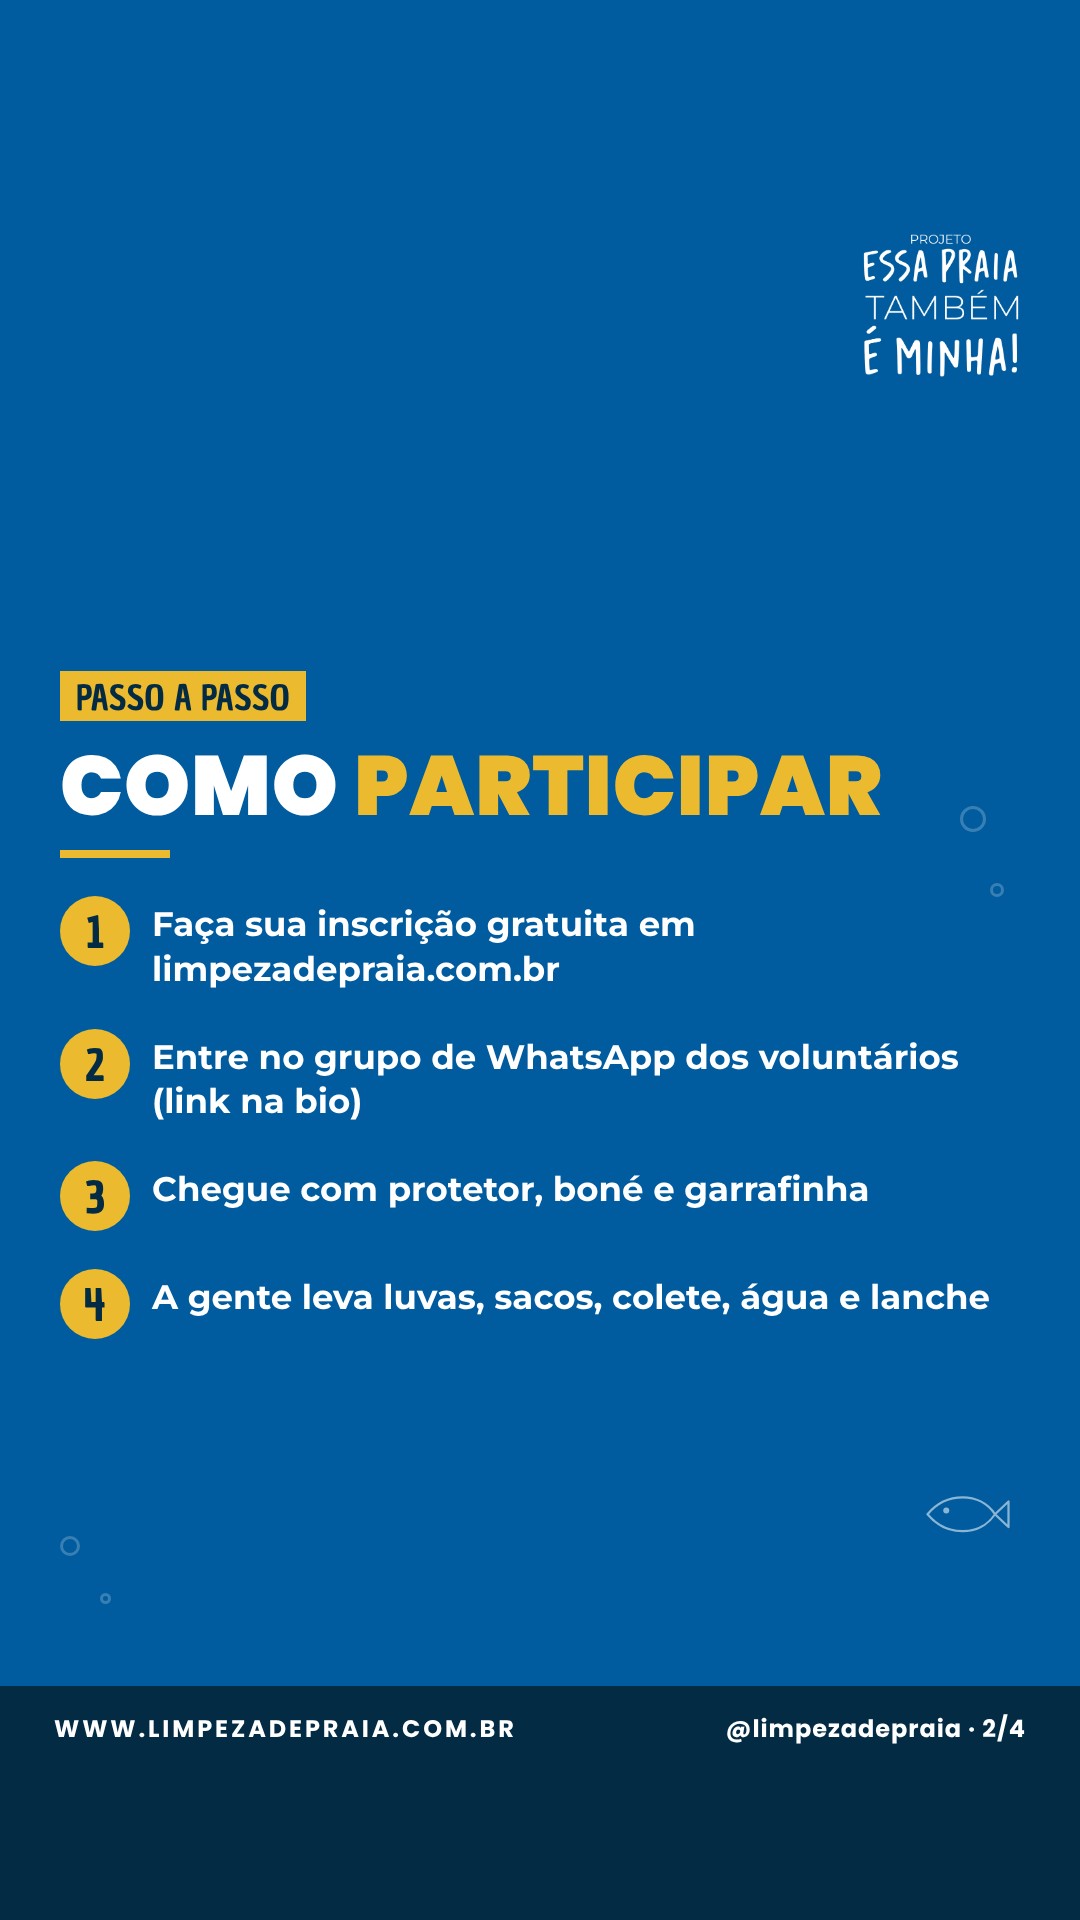 PROJETO
ESSA PRAIA
TAMBÉM
É MINHA!
PASSO A PASSO
COMO PARTICIPAR
1 Faça sua inscrição gratuita em
limpezadepraia.com.br
2 Entre no grupo de WhatsApp dos voluntários
(link na bio)
3 Chegue com protetor, boné e garrafinha
4 A gente leva luvas, sacos, colete, água e lanche
WWW.LIMPEZADEPRAIA.COM.BR
@limpezadepraia · 2/4